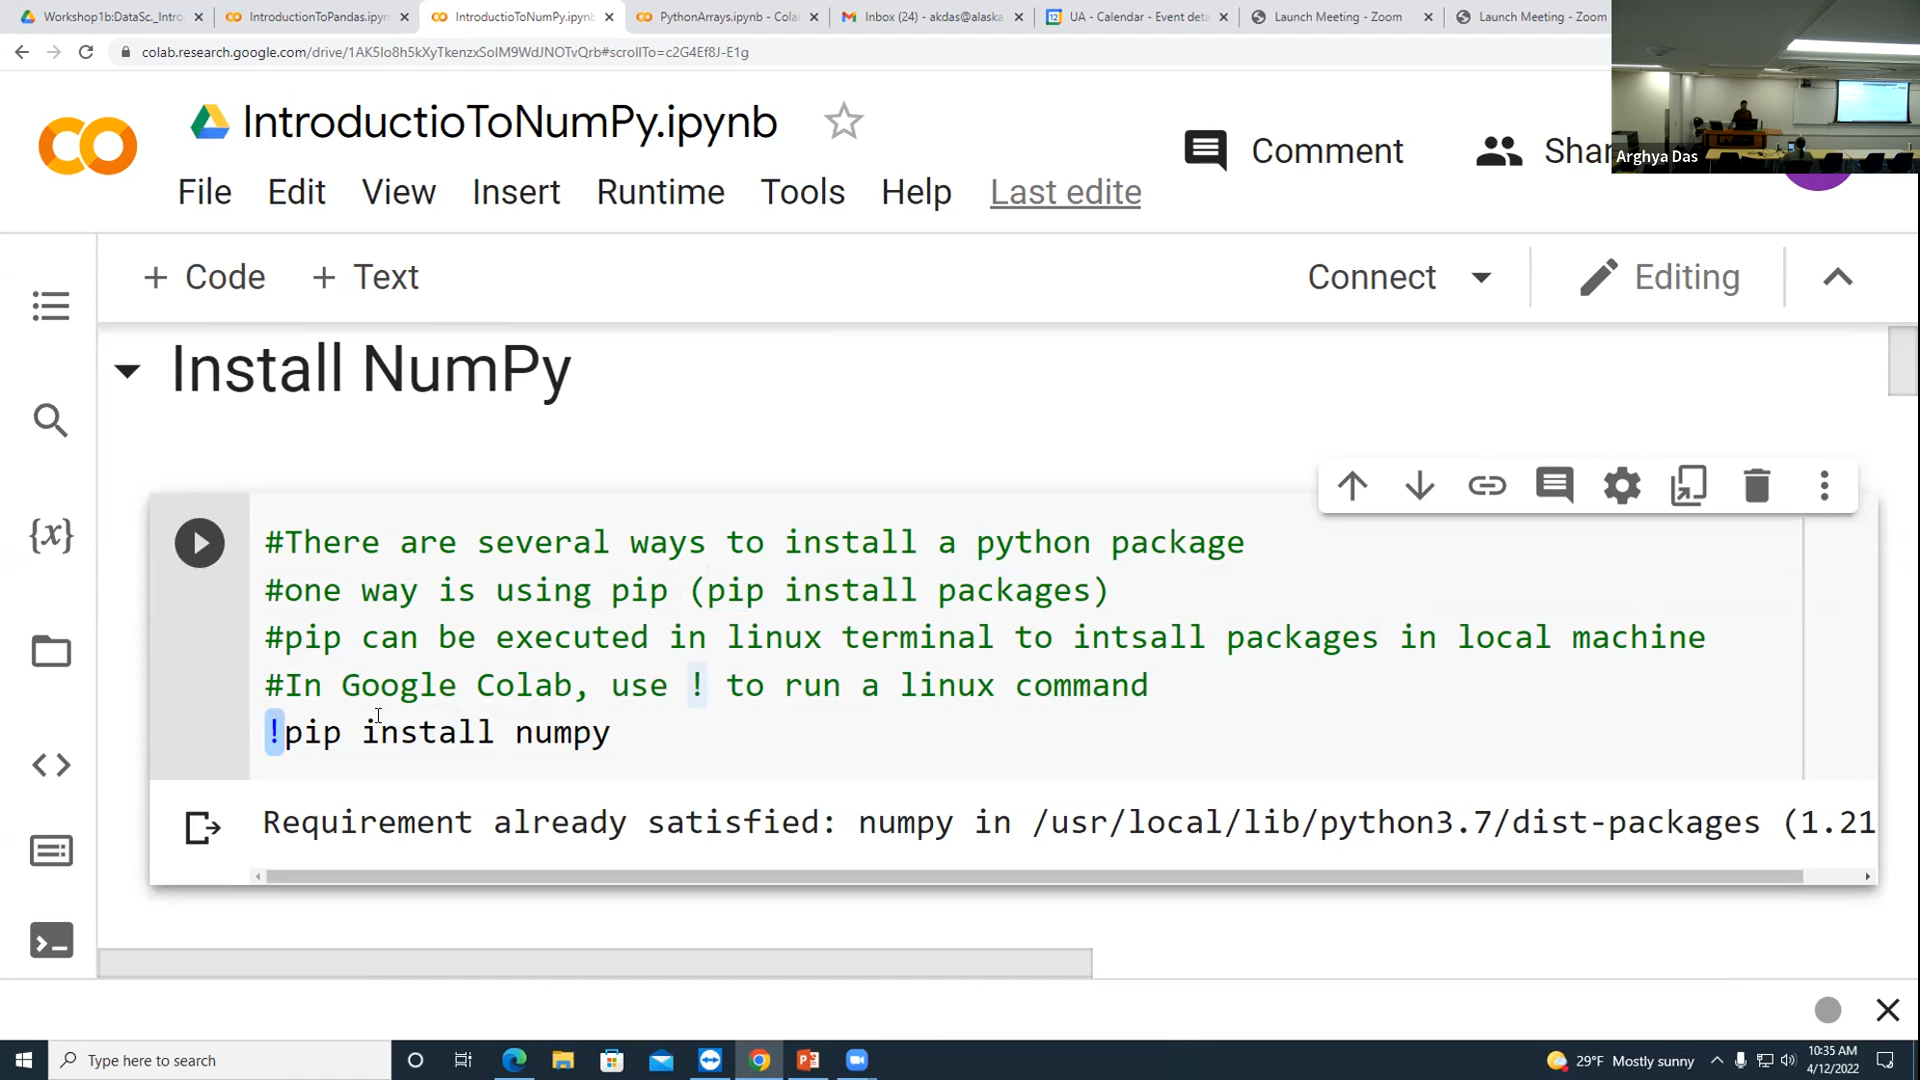 Workshop1b:DataSc._Intro
IntroductionToPandas.ipyn
IntroductioToNumPy.ipynb
PythonArrays.ipynb - Cola
Inbox (24) - akdas@alaska
UA - Calendar - Event deta
Launch Meeting - Zoom
Launch Meeting - Zoom
colab.research.google.com/drive/1AK5Io8h5kXyTkenzxSoIM9WdJNOTvQrb#scrollTo=c2G4Ef8J-E1g
IntroductioToNumPy.ipynb
Comment
Shar
Arghya Das
File Edit View Insert Runtime Tools Help Last edite
+ Code + Text
Connect
Editing
Install NumPy
#There are several ways to install a python package
#one way is using pip (pip install packages)
#pip can be executed in linux terminal to intsall packages in local machine
#In Google Colab, use ! to run a linux command
!pip install numpy
Requirement already satisfied: numpy in /usr/local/lib/python3.7/dist-packages (1.21
Type here to search
29°F Mostly sunny
10:35 AM
4/12/2022